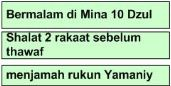 Bermalam di Mina 10 Dzul
Shalat 2 rakaat sebelum
thawaf
menjamah rukun Yamaniy